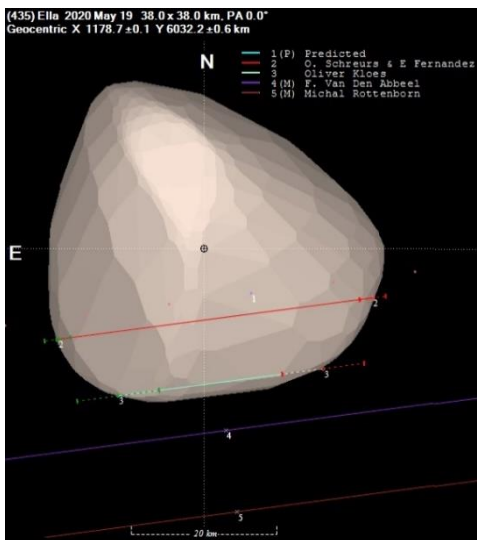 (435) Ella 2020 May 19 38.0 x 38.0 km, PA 0.0°
Geocentric X 1178.7 ±0.1 Y 6032.2 ±0.6 km
N
1(P) Predicted
2 O. Schreurs & E Fernandez
3 Oliver Kloes
4(M) F. Van Den Abbeel
5(M) Michal Rottenborn
E
1
2
2
3
3
4
5
20 km